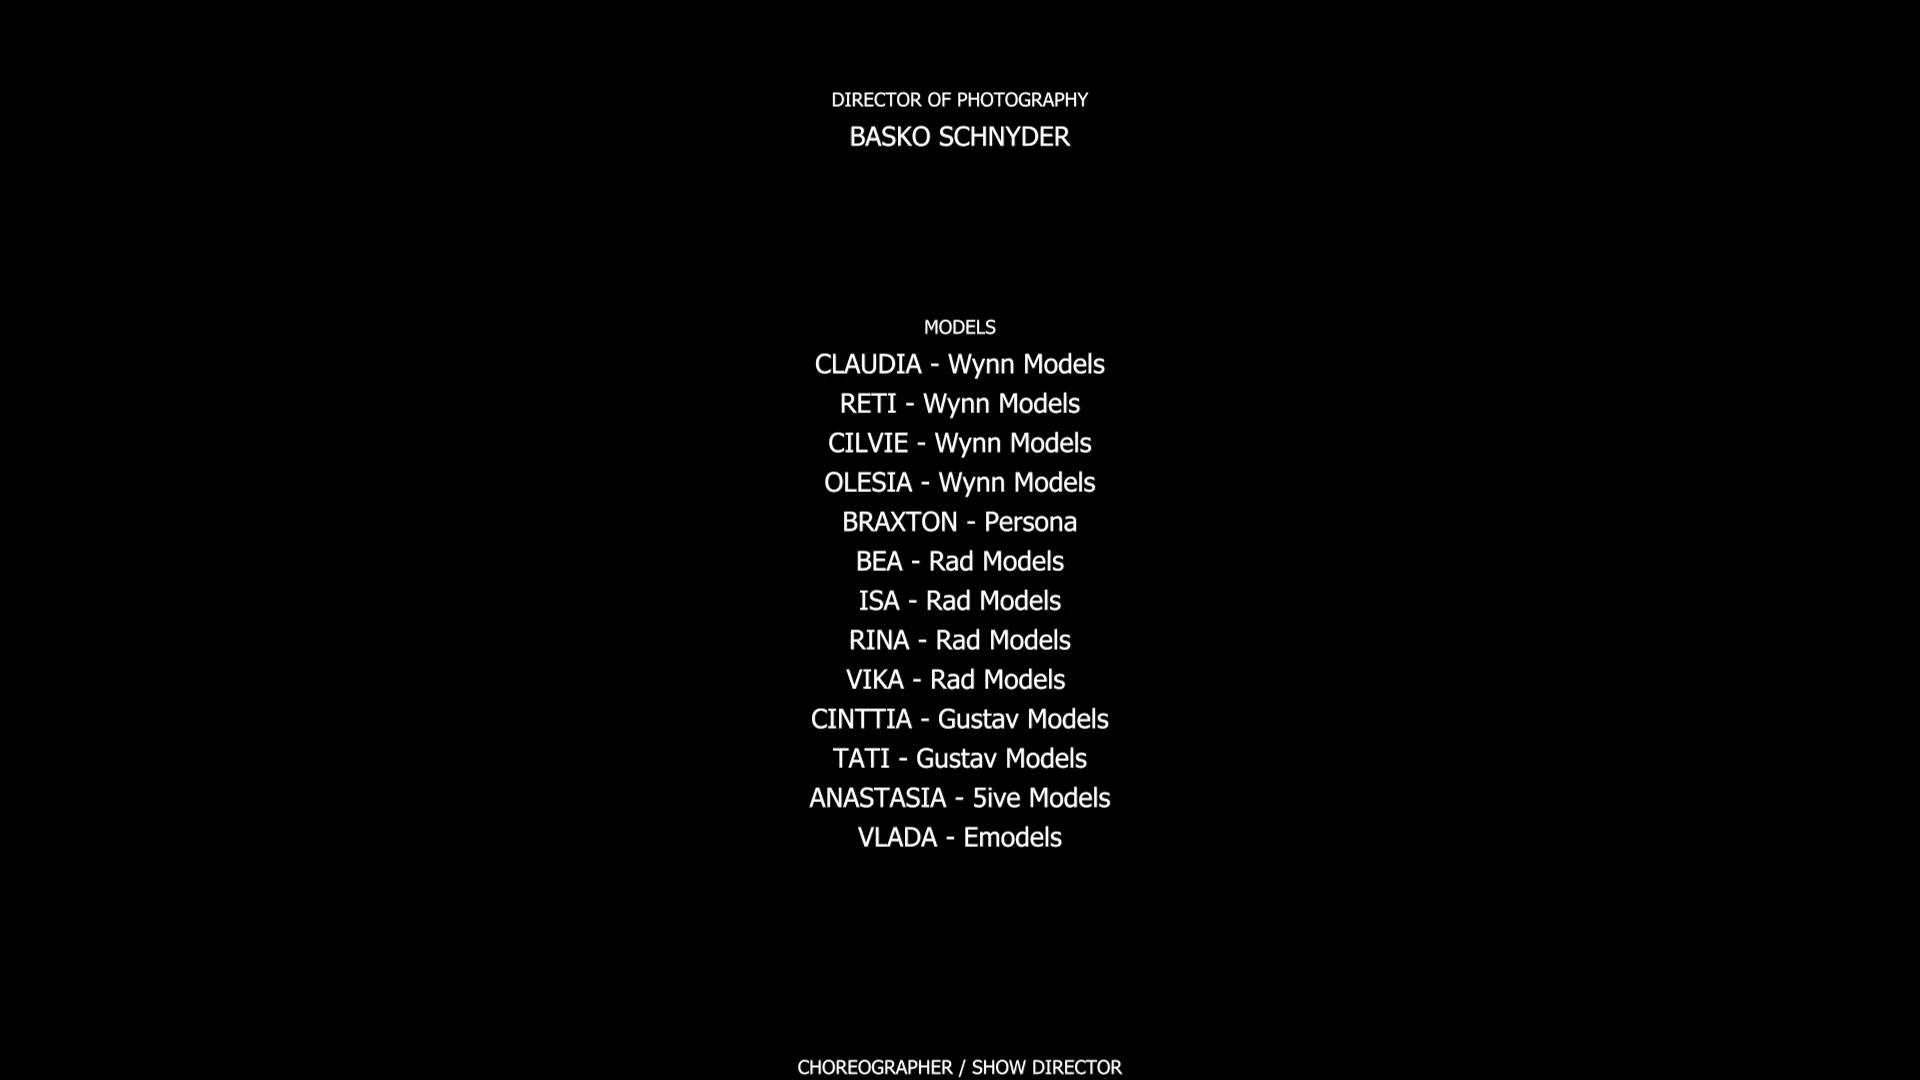 DIRECTOR OF PHOTOGRAPHY
BASKO SCHNYDER
MODELS
CLAUDIA - Wynn Models
RETI - Wynn Models
CILVIE - Wynn Models
OLESIA - Wynn Models
BRAXTON - Persona
BEA - Rad Models
ISA - Rad Models
RINA - Rad Models
VIKA - Rad Models
CINTTIA - Gustav Models
TATI - Gustav Models
ANASTASIA - 5ive Models
VLADA - Emodels
CHOREOGRAPHER / SHOW DIRECTOR